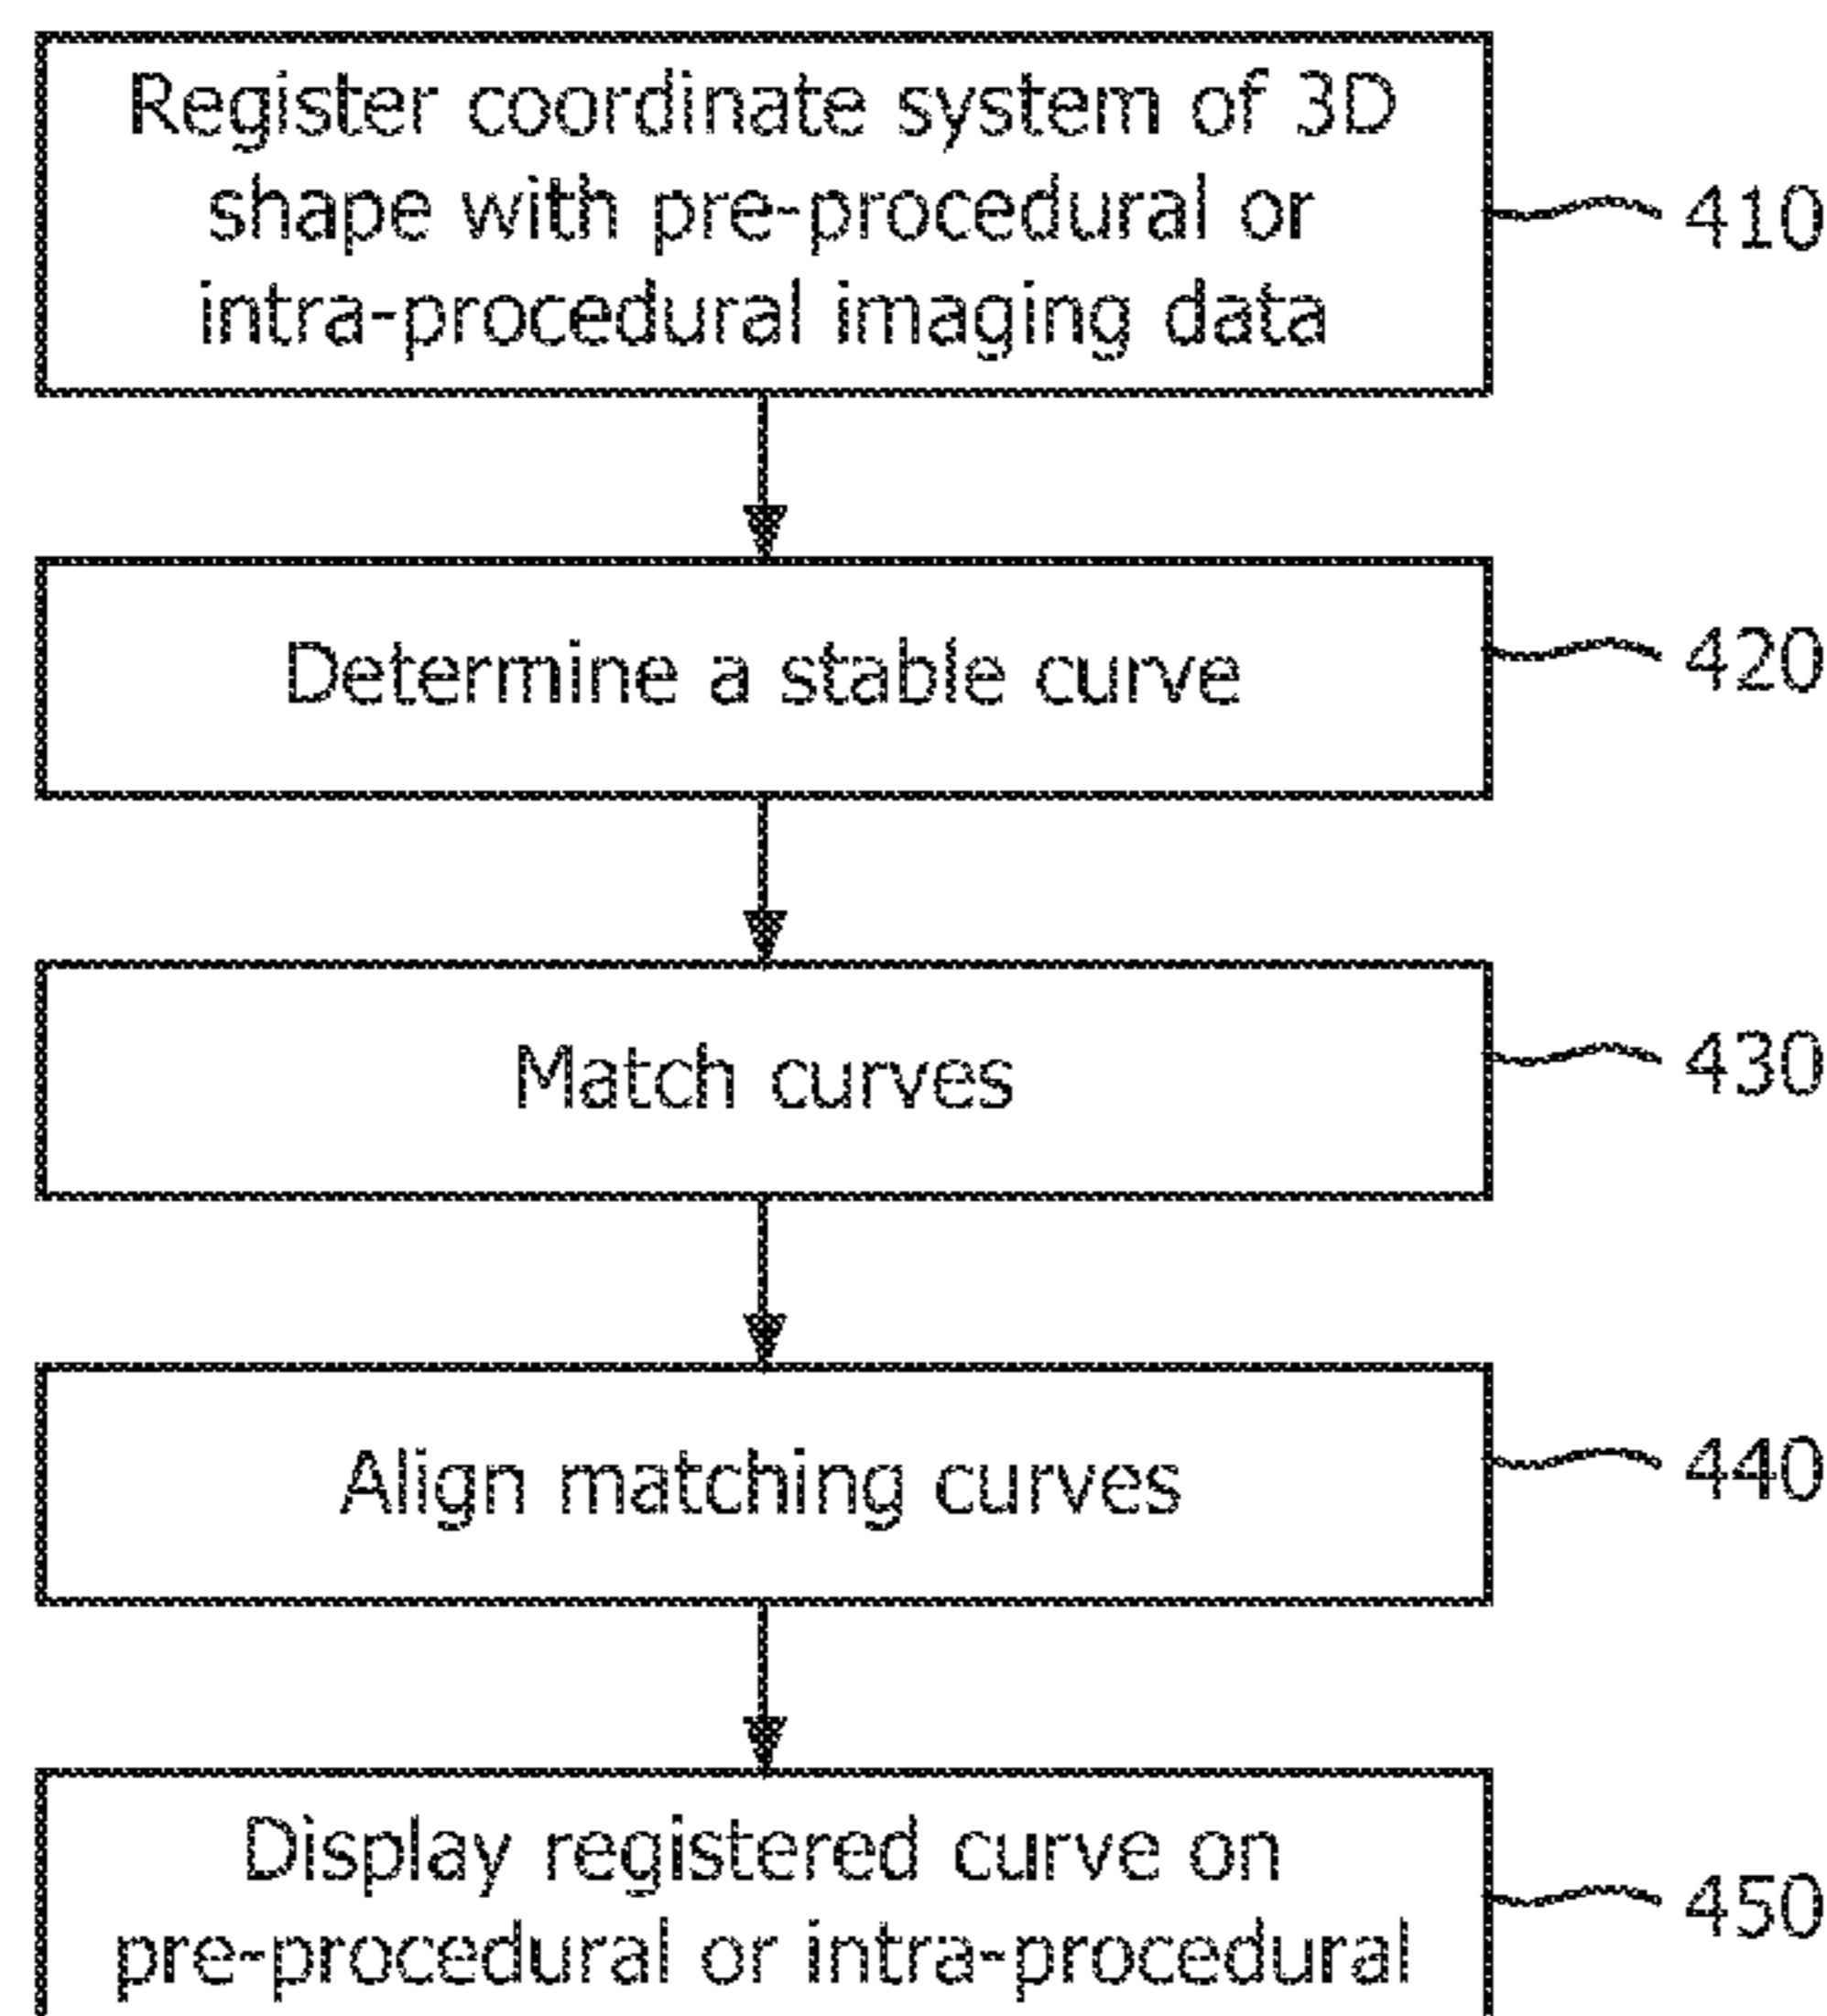 Register coordinate system of 3D
shape with pre-procedural or
intra-procedural imaging data
410
Determine a stable curve
420
Match curves
430
Align matching curves
440
Display registered curve on
pre-procedural or intra-procedural
450